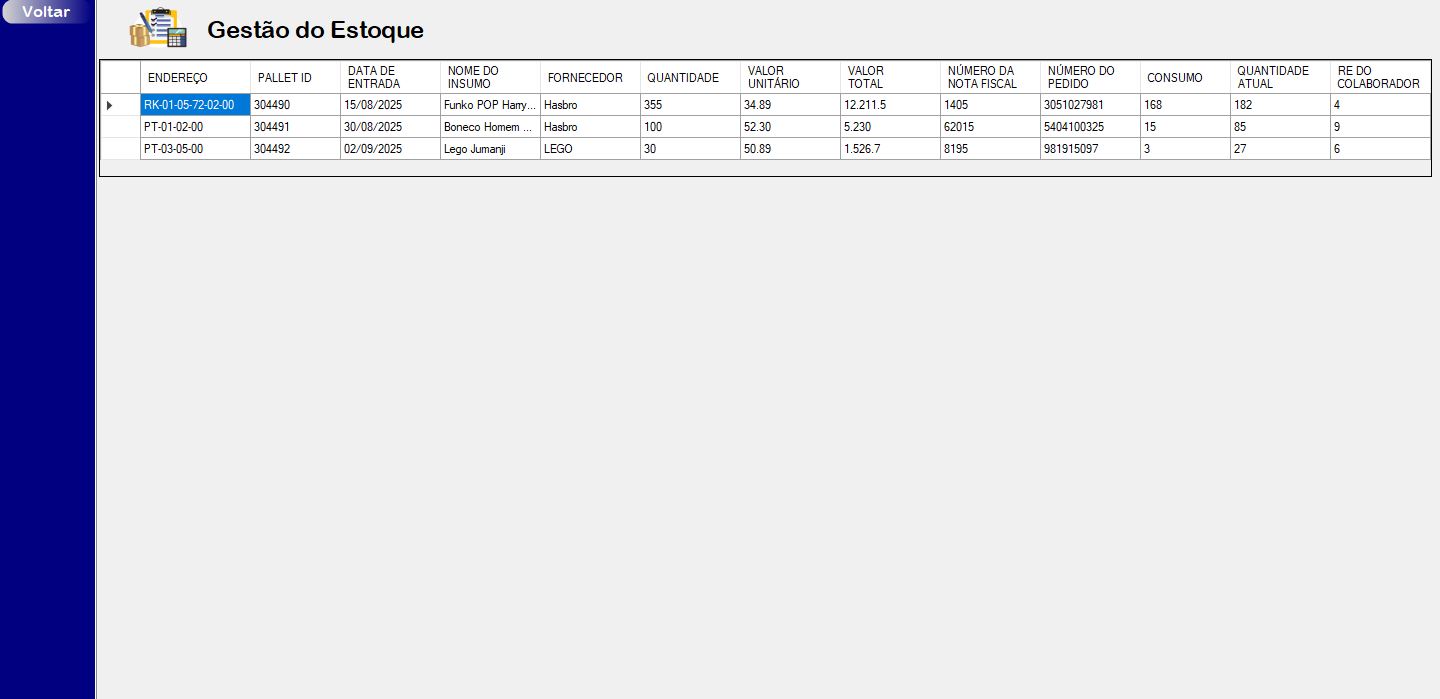 Voltar
Gestão do Estoque
ENDEREÇO PALLET ID DATA DE ENTRADA NOME DO INSUMO FORNECEDOR QUANTIDADE VALOR UNITÁRIO VALOR TOTAL NÚMERO DA NOTA FISCAL NÚMERO DO PEDIDO CONSUMO QUANTIDADE ATUAL RE DO COLABORADOR
RK-01-05-72-02-00 304490 15/08/2025 Funko POP Harry... Hasbro 355 34.89 12.211.5 1405 3051027981 168 182 4
PT-01-02-00 304491 30/08/2025 Boneco Homem ... Hasbro 100 52.30 5.230 62015 5404100325 15 85 9
PT-03-05-00 304492 02/09/2025 Lego Jumanji LEGO 30 50.89 1.526.7 8195 981915097 3 27 6